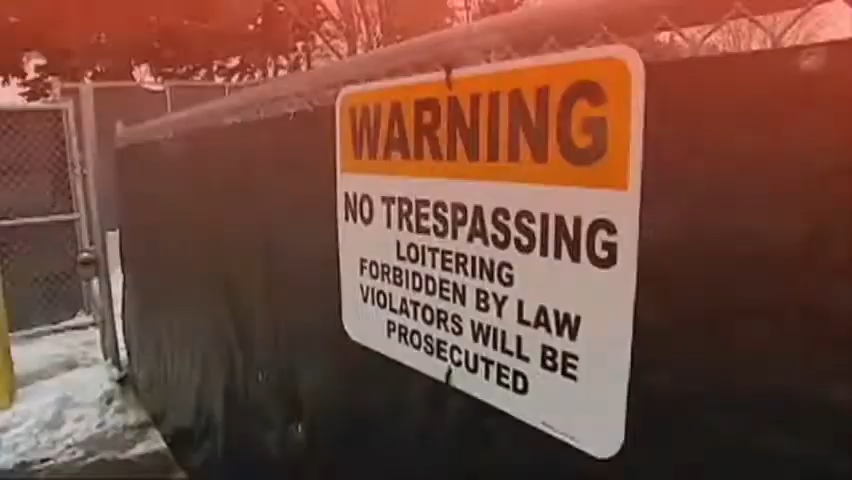 WARNING
NO TRESPASSING
LOITERING
FORBIDDEN BY LAW
VIOLATORS WILL BE
PROSECUTED